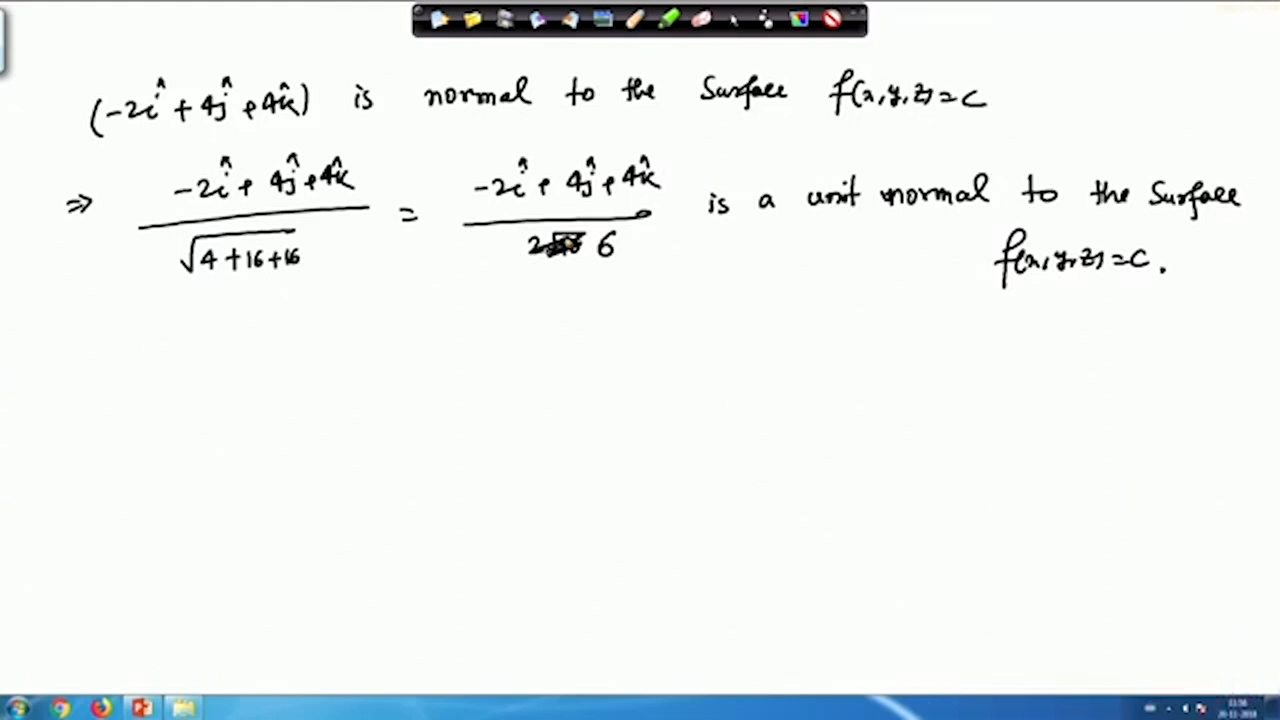 (-2î + 4ĵ + 4k̂) is normal to the surface f(x,y,z)=c
⇒ (-2î + 4ĵ + 4k̂)/√(4+16+16) = (-2î + 4ĵ + 4k̂)/6 is a unit normal to the surface
f(x,y,z)=c.